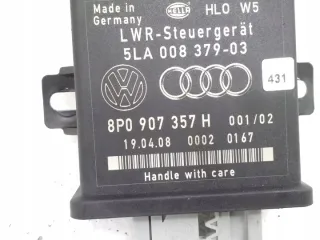 Made in
Germany
HELLA
HLO W5
LWR-Steuergerät
5LA 008 379-03
431
8P0 907 357 H 001/02
19.04.08 0002 0167
Handle with care